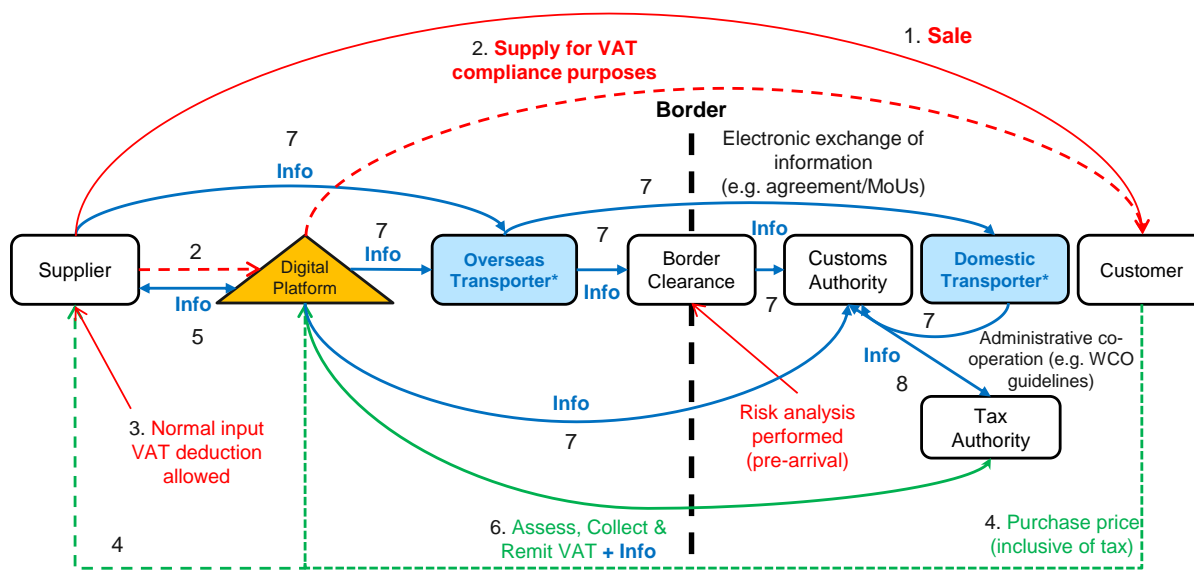 1. Sale
2. Supply for VAT
compliance purposes
Border
7
Info
Electronic exchange of
information
(e.g. agreement/MoUs)
7
Supplier
2
Info
5
Digital
Platform
7
Info
Overseas
Transporter*
7
Info
Border
Clearance
Info
7
Customs
Authority
Domestic
Transporter*
Customer
7
Administrative co-
operation (e.g. WCO
guidelines)
Info
8
Tax
Authority
3. Normal input
VAT deduction
allowed
Info
7
Risk analysis
performed
(pre-arrival)
4
6. Assess, Collect &
Remit VAT + Info
4. Purchase price
(inclusive of tax)